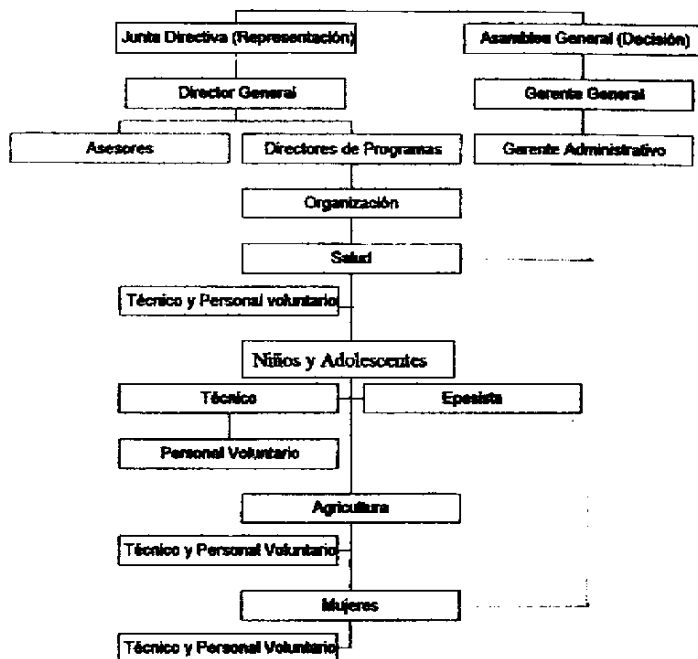 Junta Directiva (Representación)
Asamblea General (Decisión)
Director General
Gerente General
Asesores
Directores de Programas
Gerente Administrativo
Organización
Salud
Técnico y Personal voluntario
Niños y Adolescentes
Técnico
Epesista
Personal Voluntario
Agricultura
Técnico y Personal Voluntario
Mujeres
Técnico y Personal Voluntario